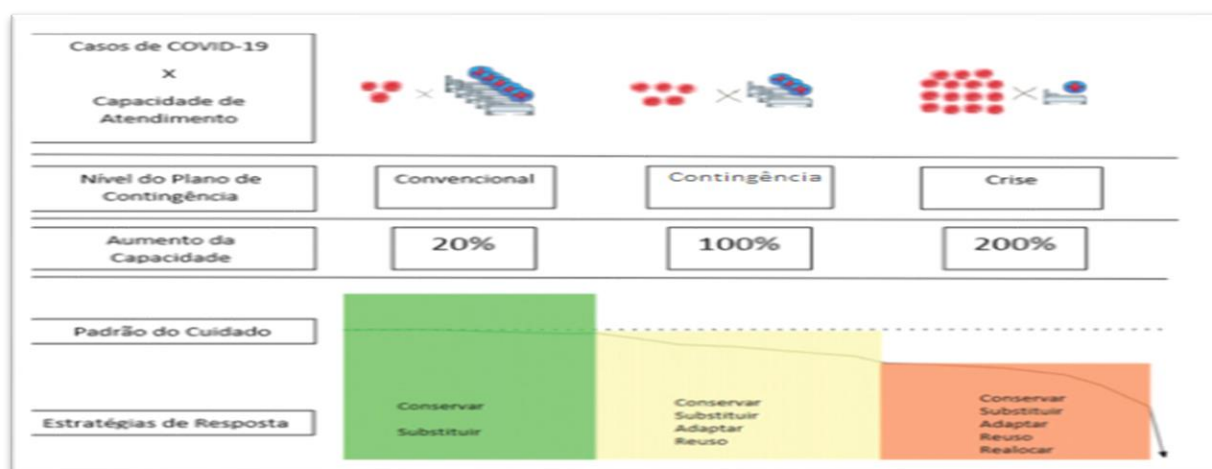 Casos de COVID-19
x
Capacidade de
Atendimento
Nível do Plano de
Contingência
Convencional
Contingência
Crise
Aumento da
Capacidade
20%
100%
200%
Padrão do Cuidado
Estratégias de Resposta
Conservar
Substituir
Conservar
Substituir
Adaptar
Reuso
Conservar
Substituir
Adaptar
Reuso
Realocar